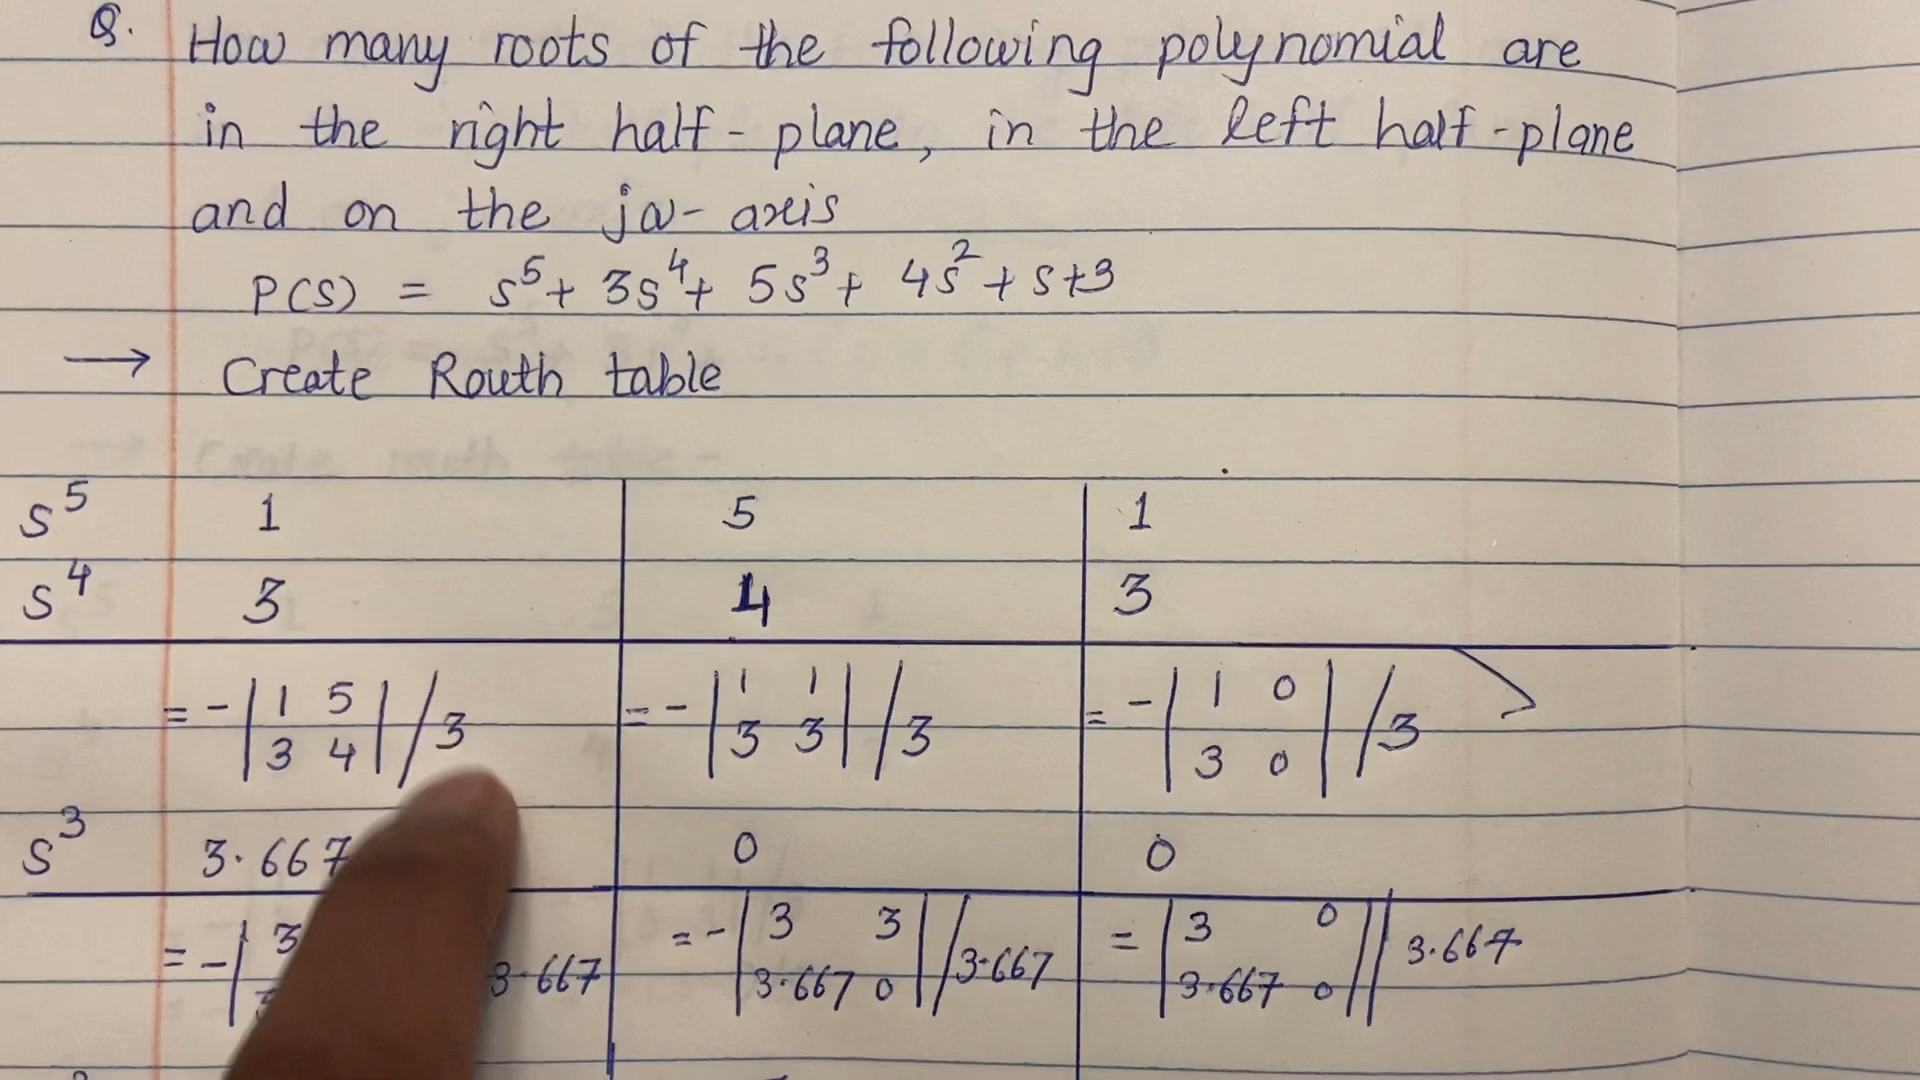 Q. How many roots of the following polynomial are
in the right half-plane, in the left half-plane
and on the jω-axis
P(S) = s⁵+ 3s⁴+ 5s³+ 4s²+s+3
→ Create Routh table
s⁵ 1 5 1
s⁴ 3 4 3
= -| 1 5 | / 3 = -| 1 1 | / 3 = -| 1 0 | / 3
| 3 4 | | 3 3 | | 3 0 |
s³ 3.667 0 0
= -| 3 = -| 3 3 | / 3.667 = | 3 0 || 3.667
3.667 | 3.667 0 | | 3.667 0 |